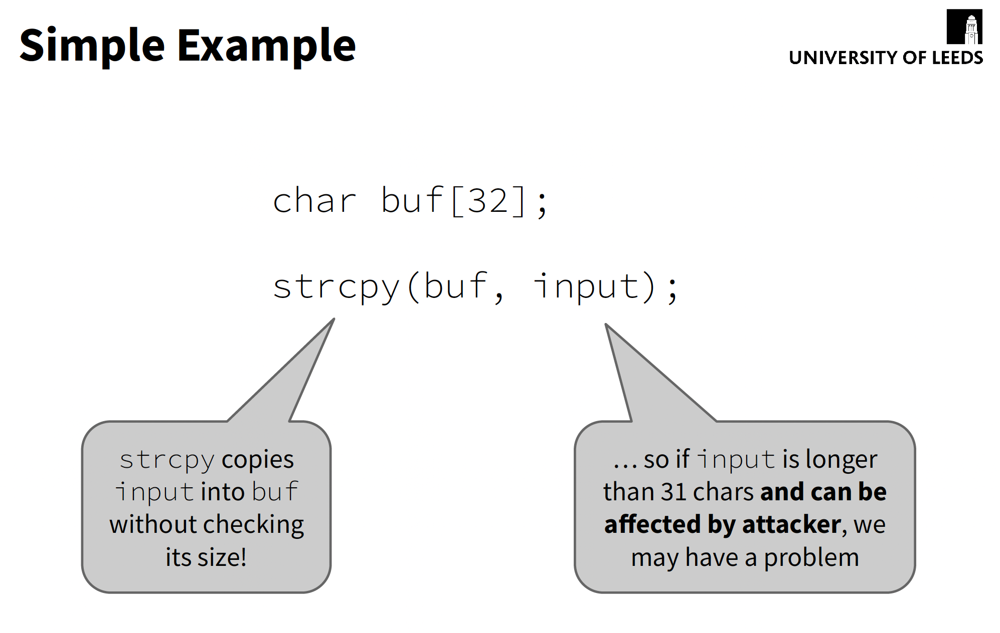 Simple Example
UNIVERSITY OF LEEDS
char buf[32];
strcpy(buf, input);
strcpy copies
input into buf
without checking
its size!
... so if input is longer
than 31 chars and can be
affected by attacker, we
may have a problem